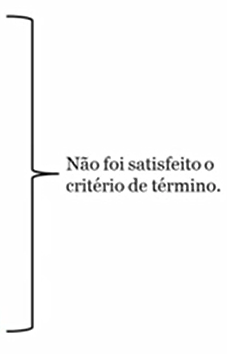 Não foi satisfeito o
critério de término.